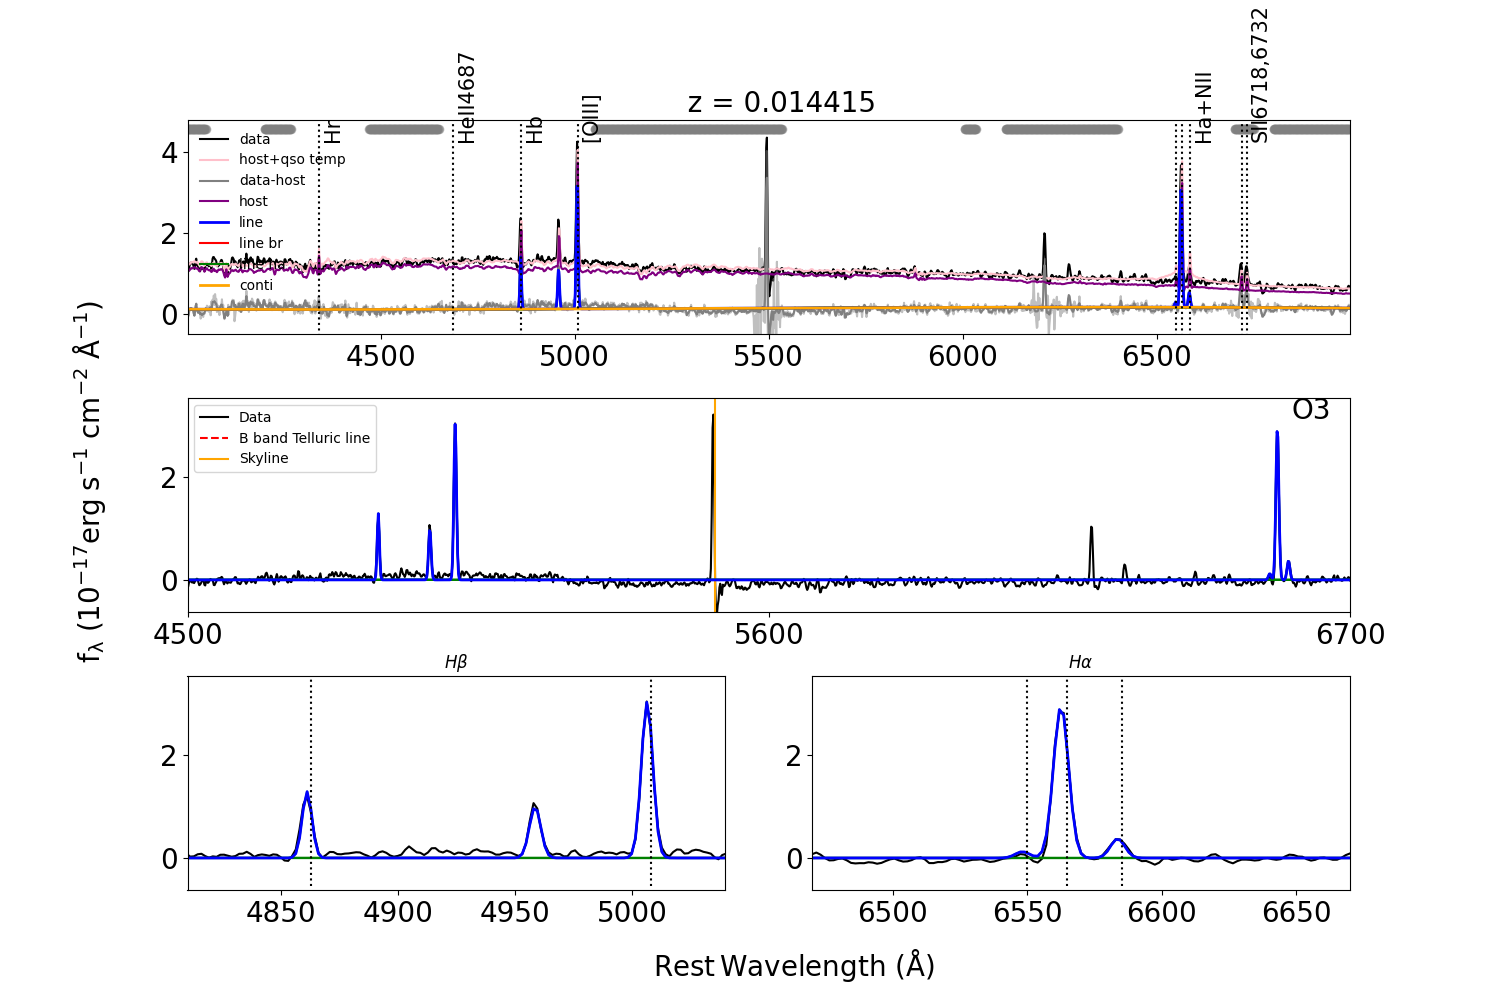 Hr
HeII4687
Hb
[OIII]
Ha+NII
SII6718,6732
z = 0.014415
data
host+qso temp
data-host
host
line
line br
conti
4
2
0
4500
5000
5500
6000
6500
f_λ (10^{-17}erg s^{-1} cm^{-2} Å^{-1})
O3
Data
B band Telluric line
Skyline
2
0
4500
5600
6700
Hβ
2
0
4850
4900
4950
5000
Hα
2
0
6500
6550
6600
6650
Rest Wavelength (Å)